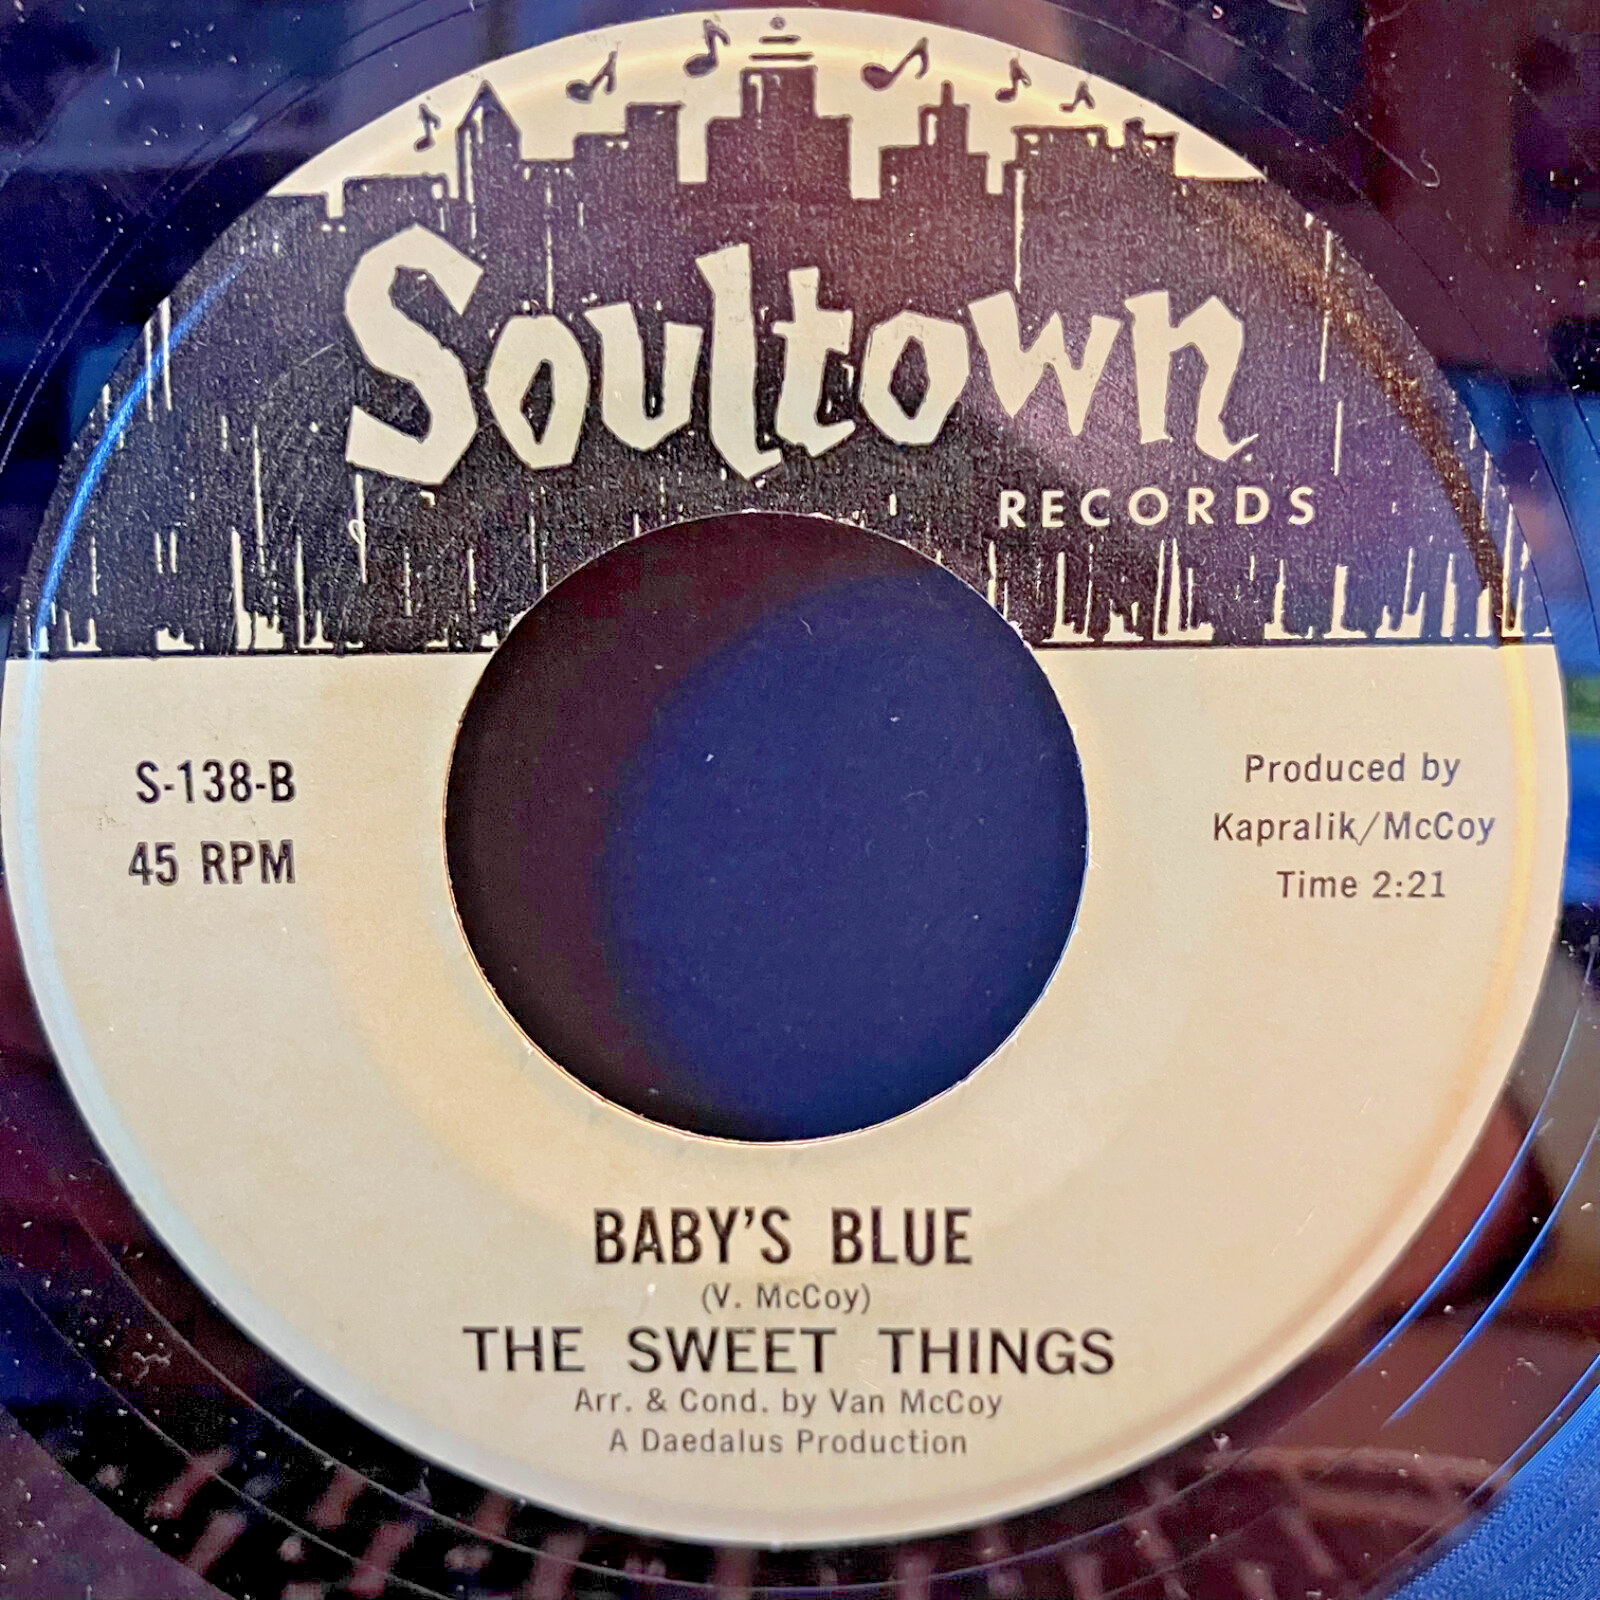 Soultown
RECORDS
S-138-B
45 RPM
Produced by
Kapralik/McCoy
Time 2:21
BABY'S BLUE
(V. McCoy)
THE SWEET THINGS
Arr. & Cond. by Van McCoy
A Daedalus Production